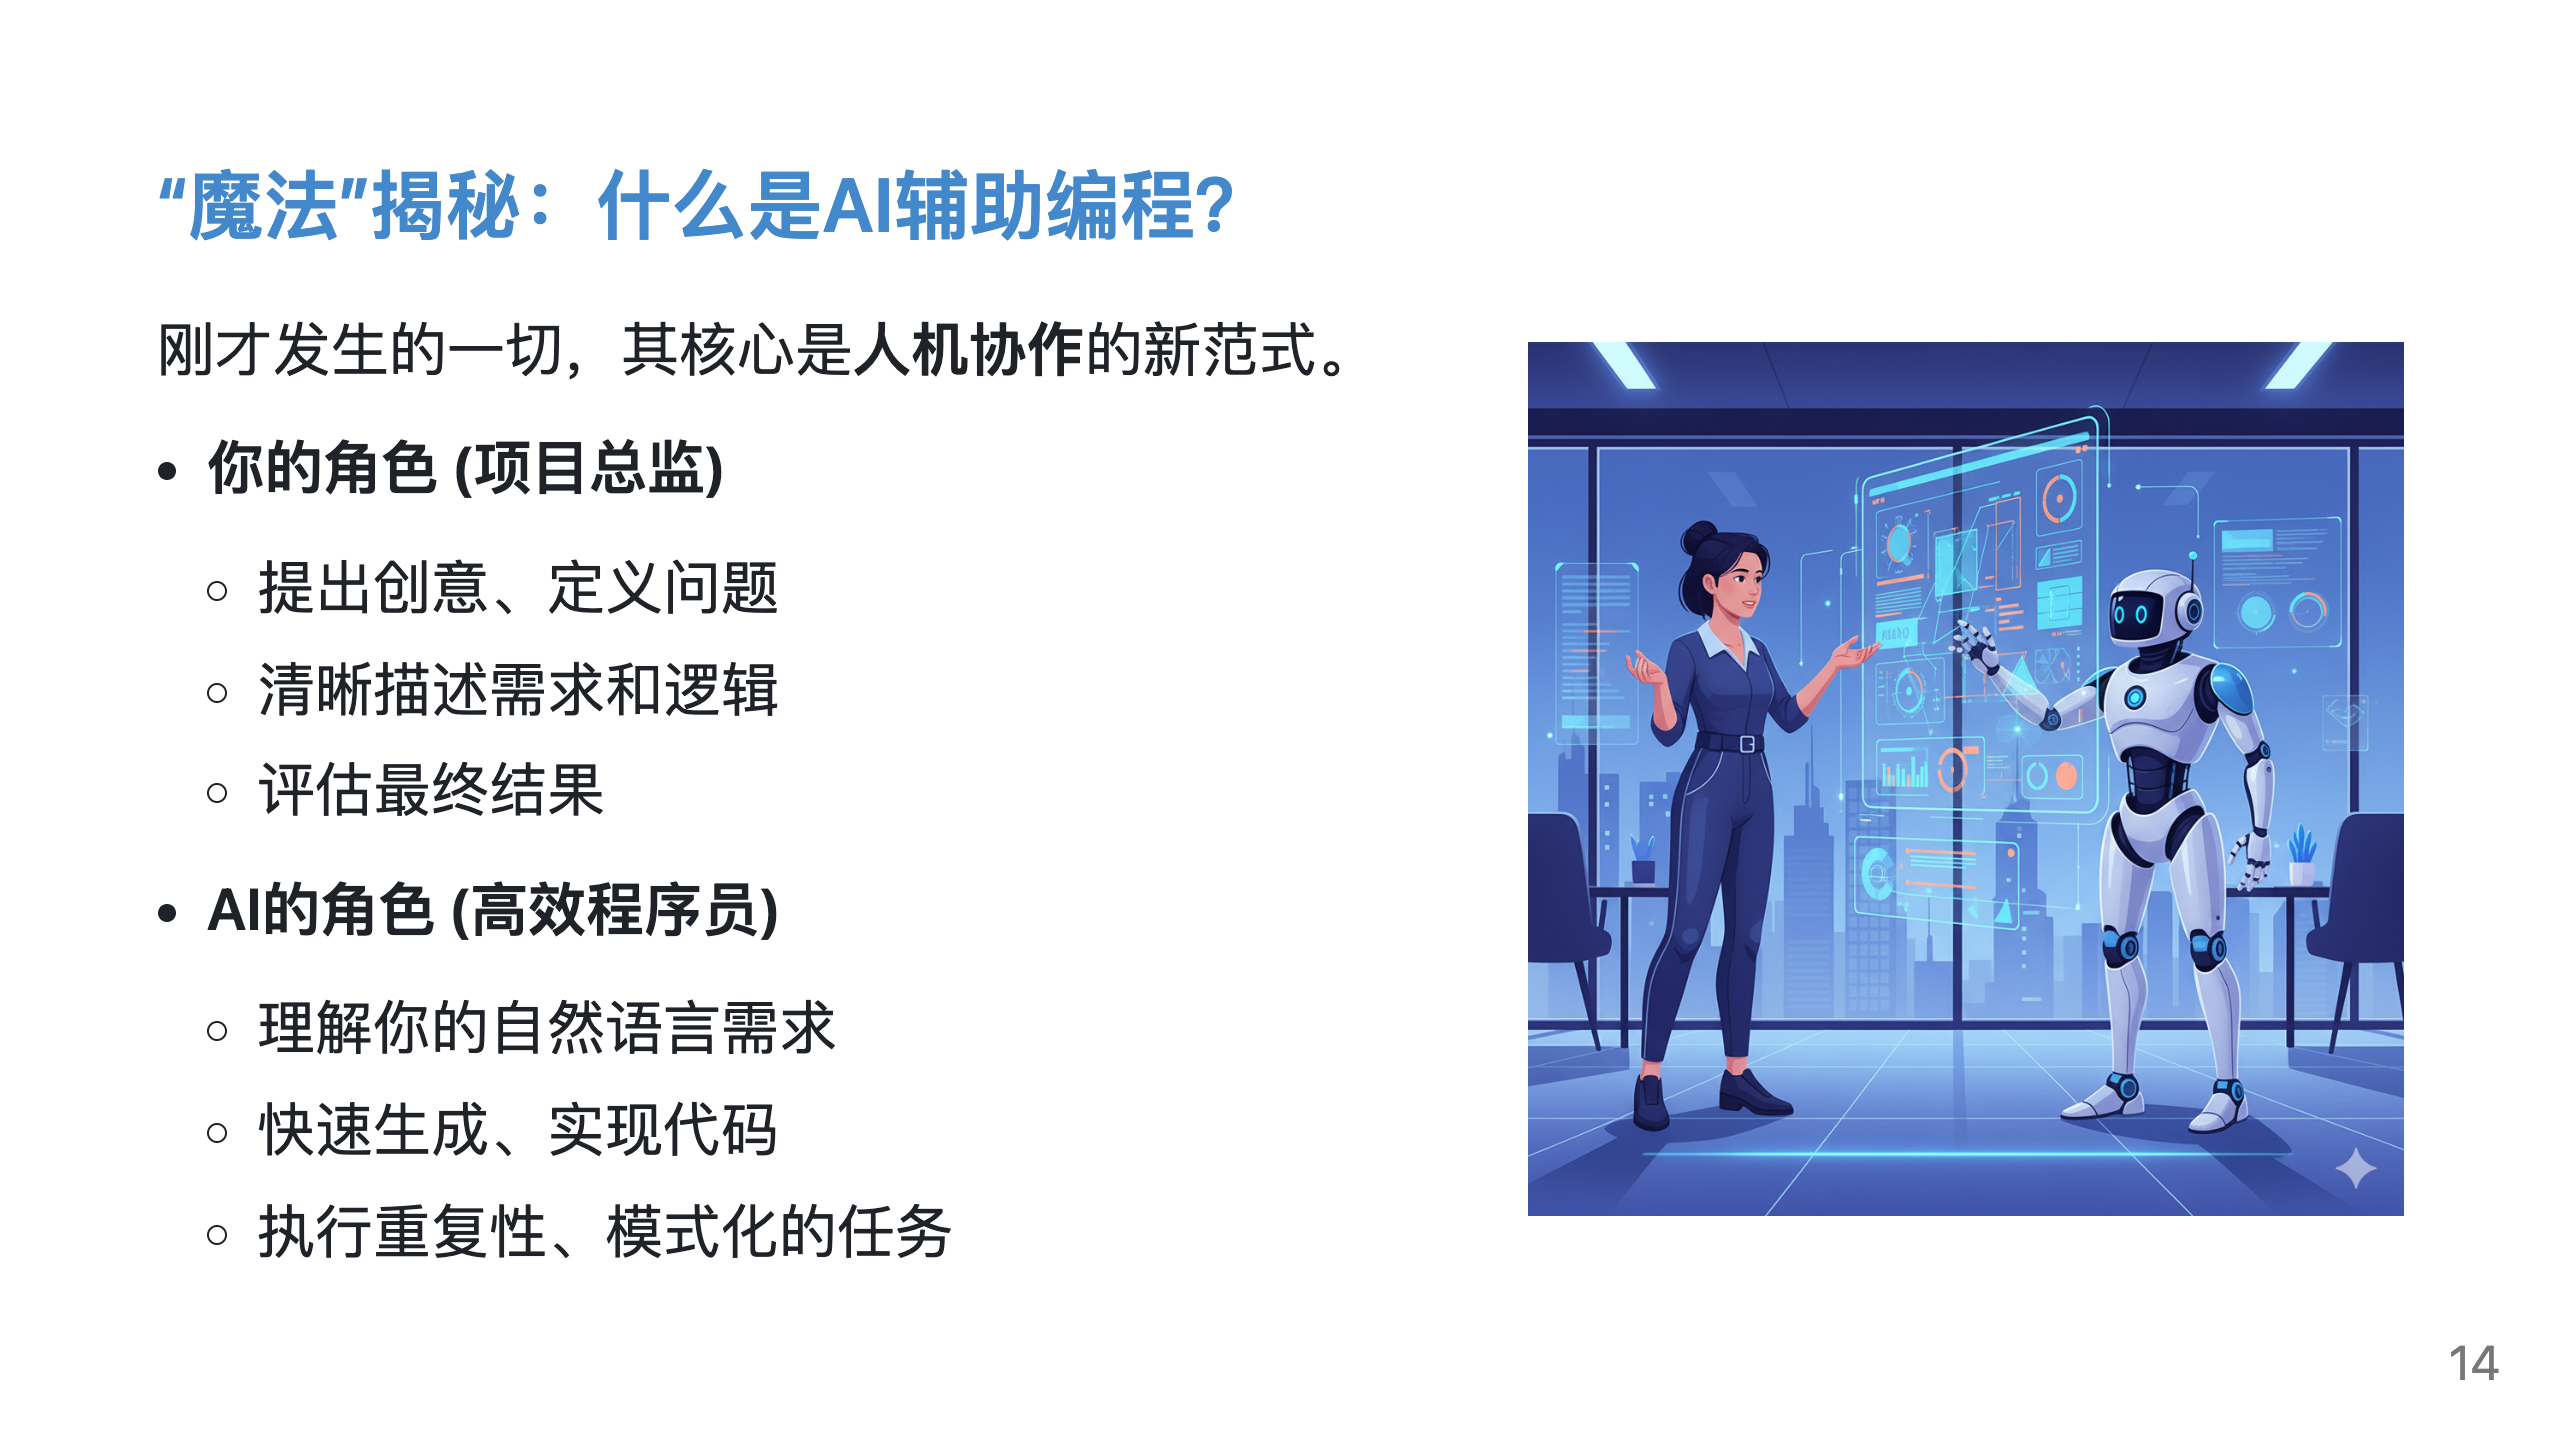 “魔法”揭秘：什么是AI辅助编程？
刚才发生的一切，其核心是人机协作的新范式。
• 你的角色 (项目总监)
○ 提出创意、定义问题
○ 清晰描述需求和逻辑
○ 评估最终结果
• AI的角色 (高效程序员)
○ 理解你的自然语言需求
○ 快速生成、实现代码
○ 执行重复性、模式化的任务
14